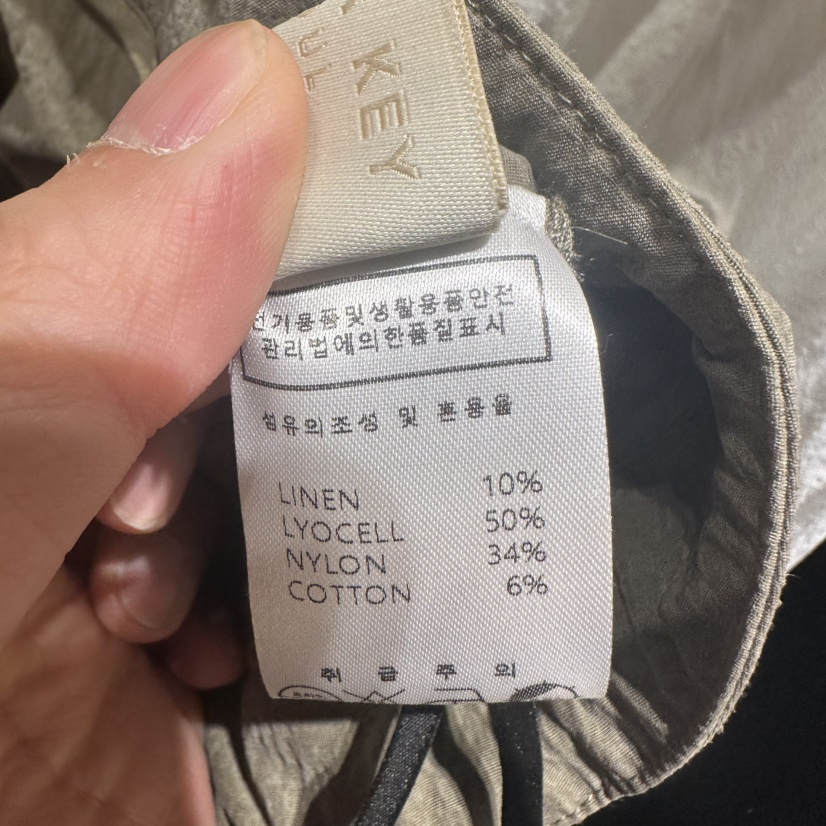 KEY
전기용품및생활용품안전
관리법에의한품질표시
섬유의조성 및 혼용율
LINEN 10%
LYOCELL 50%
NYLON 34%
COTTON 6%
취 급 주 의